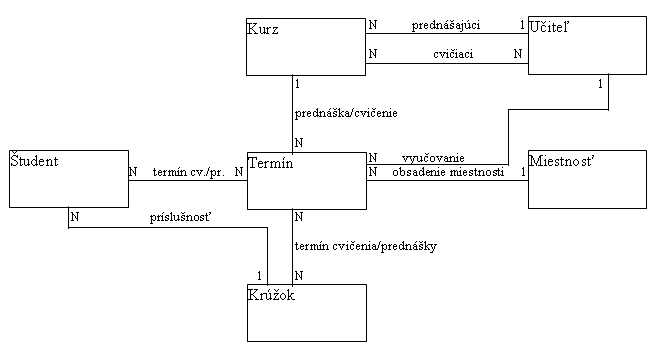 Kurz
N prednášajúci 1
Učiteľ
N cvičiaci N
1
1
prednáška/cvičenie
N
N vyučovanie
Študent
N termín cv./pr. N
Termín
N obsadenie miestnosti 1
Miestnosť
N príslušnosť
N
termín cvičenia/prednášky
1
N
Krúžok